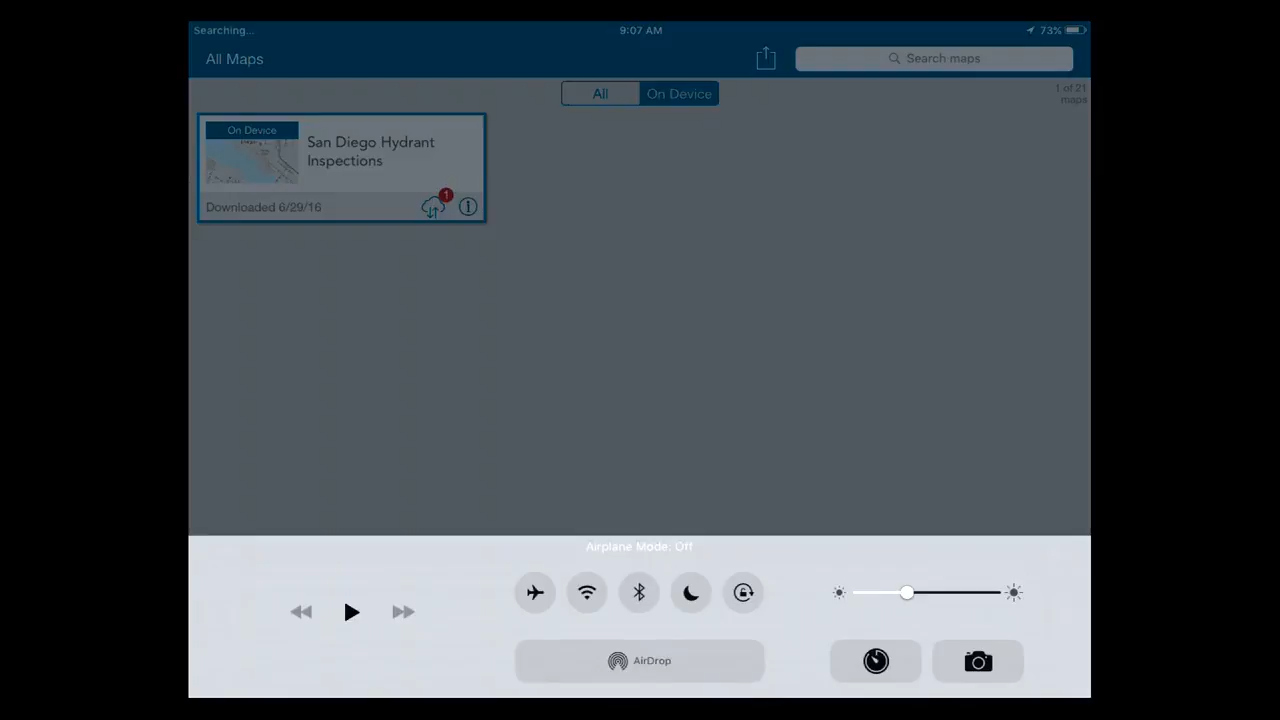 Searching...
9:07 AM
73%
All Maps
Search maps
All
On Device
1 of 21
maps
On Device
San Diego Hydrant
Inspections
1
Downloaded 6/29/16
Airplane Mode: Off
AirDrop